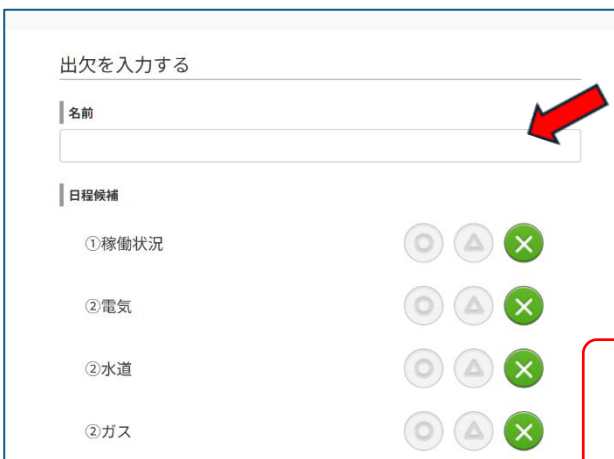 出欠を入力する
名前
日程候補
①稼働状況
②電気
②水道
②ガス